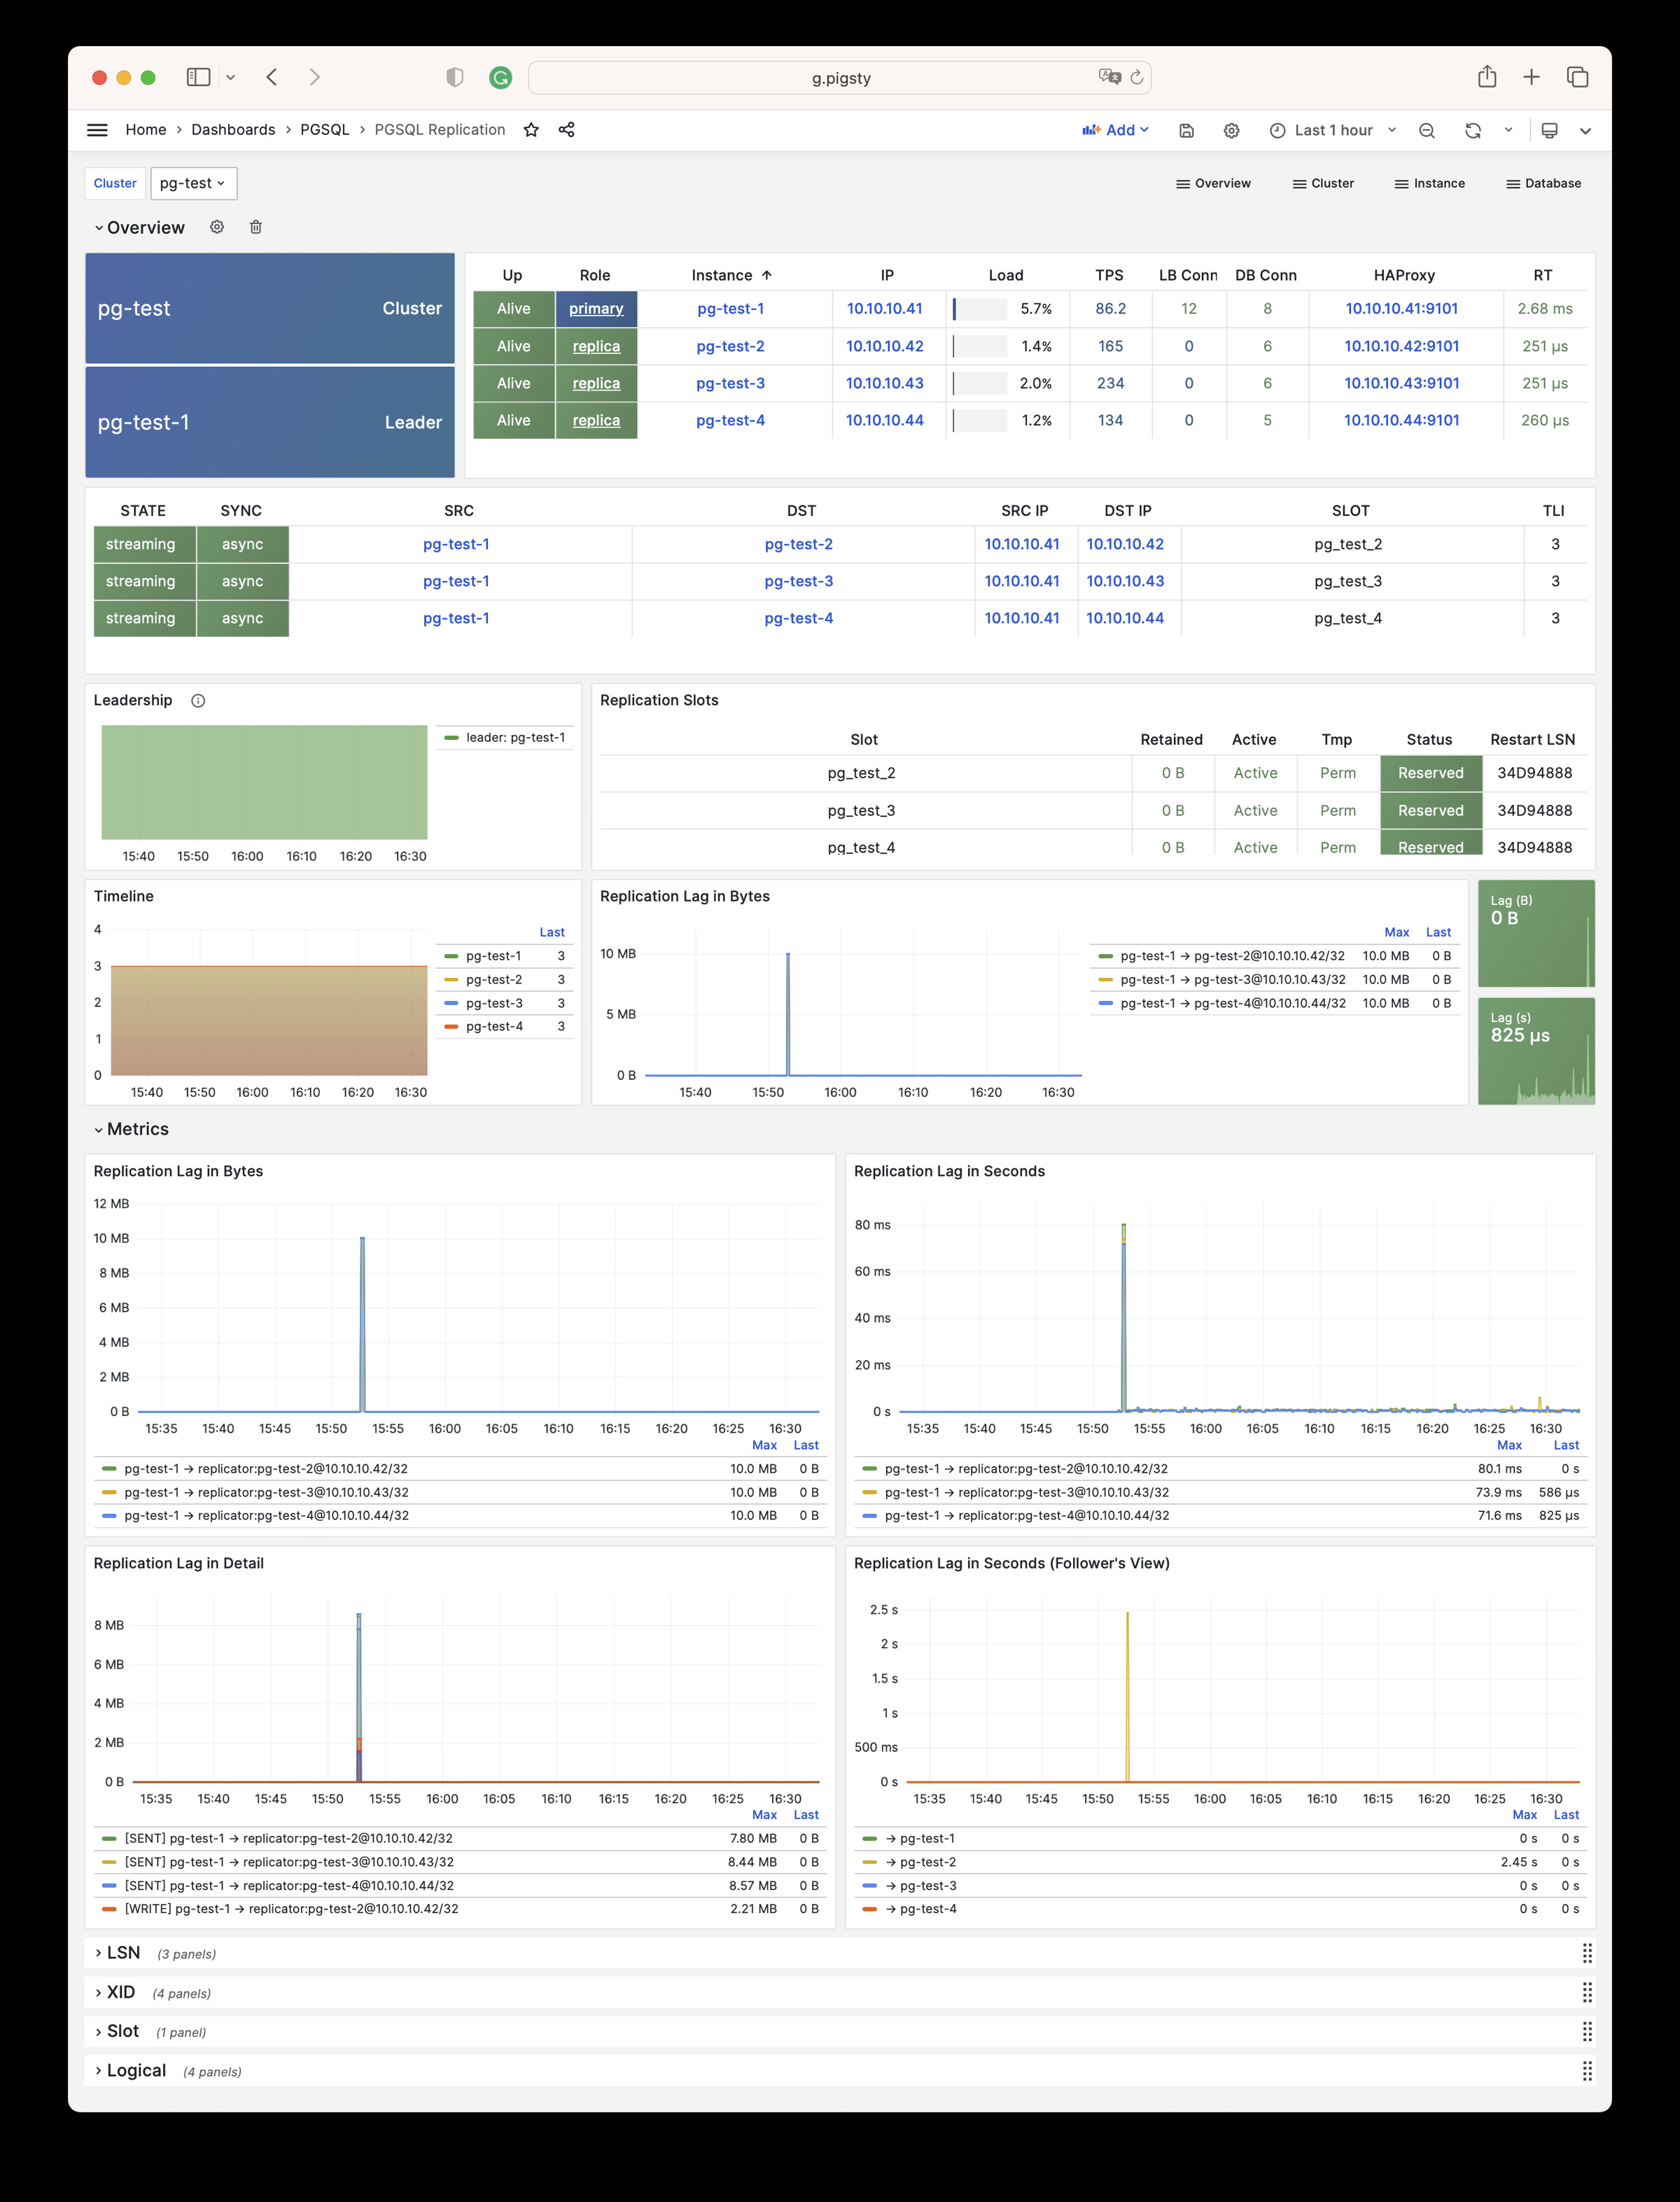 g.pigsty
Home › Dashboards › PGSQL › PGSQL Replication
Add
Last 1 hour
Cluster pg-test
Overview Cluster Instance Database
Overview
pg-test Cluster
pg-test-1 Leader
Up Role Instance ↑ IP Load TPS LB Conn DB Conn HAProxy RT
Alive primary pg-test-1 10.10.10.41 5.7% 86.2 12 8 10.10.10.41:9101 2.68 ms
Alive replica pg-test-2 10.10.10.42 1.4% 165 0 6 10.10.10.42:9101 251 µs
Alive replica pg-test-3 10.10.10.43 2.0% 234 0 6 10.10.10.43:9101 251 µs
Alive replica pg-test-4 10.10.10.44 1.2% 134 0 5 10.10.10.44:9101 260 µs
STATE SYNC SRC DST SRC IP DST IP SLOT TLI
streaming async pg-test-1 pg-test-2 10.10.10.41 10.10.10.42 pg_test_2 3
streaming async pg-test-1 pg-test-3 10.10.10.41 10.10.10.43 pg_test_3 3
streaming async pg-test-1 pg-test-4 10.10.10.41 10.10.10.44 pg_test_4 3
Leadership
leader: pg-test-1
15:40 15:50 16:00 16:10 16:20 16:30
Replication Slots
Slot Retained Active Tmp Status Restart LSN
pg_test_2 0 B Active Perm Reserved 34D94888
pg_test_3 0 B Active Perm Reserved 34D94888
pg_test_4 0 B Active Perm Reserved 34D94888
Timeline
4
3
2
1
0
15:40 15:50 16:00 16:10 16:20 16:30
Last
pg-test-1 3
pg-test-2 3
pg-test-3 3
pg-test-4 3
Replication Lag in Bytes
10 MB
5 MB
0 B
15:40 15:50 16:00 16:10 16:20 16:30
Max Last
pg-test-1 → pg-test-2@10.10.10.42/32 10.0 MB 0 B
pg-test-1 → pg-test-3@10.10.10.43/32 10.0 MB 0 B
pg-test-1 → pg-test-4@10.10.10.44/32 10.0 MB 0 B
Lag (B)
0 B
Lag (s)
825 µs
Metrics
Replication Lag in Bytes
12 MB
10 MB
8 MB
6 MB
4 MB
2 MB
0 B
15:35 15:40 15:45 15:50 15:55 16:00 16:05 16:10 16:15 16:20 16:25 16:30
Max Last
pg-test-1 → replicator:pg-test-2@10.10.10.42/32 10.0 MB 0 B
pg-test-1 → replicator:pg-test-3@10.10.10.43/32 10.0 MB 0 B
pg-test-1 → replicator:pg-test-4@10.10.10.44/32 10.0 MB 0 B
Replication Lag in Seconds
80 ms
60 ms
40 ms
20 ms
0 s
15:35 15:40 15:45 15:50 15:55 16:00 16:05 16:10 16:15 16:20 16:25 16:30
Max Last
pg-test-1 → replicator:pg-test-2@10.10.10.42/32 80.1 ms 0 s
pg-test-1 → replicator:pg-test-3@10.10.10.43/32 73.9 ms 586 µs
pg-test-1 → replicator:pg-test-4@10.10.10.44/32 71.6 ms 825 µs
Replication Lag in Detail
8 MB
6 MB
4 MB
2 MB
0 B
15:35 15:40 15:45 15:50 15:55 16:00 16:05 16:10 16:15 16:20 16:25 16:30
Max Last
[SENT] pg-test-1 → replicator:pg-test-2@10.10.10.42/32 7.80 MB 0 B
[SENT] pg-test-1 → replicator:pg-test-3@10.10.10.43/32 8.44 MB 0 B
[SENT] pg-test-1 → replicator:pg-test-4@10.10.10.44/32 8.57 MB 0 B
[WRITE] pg-test-1 → replicator:pg-test-2@10.10.10.42/32 2.21 MB 0 B
Replication Lag in Seconds (Follower's View)
2.5 s
2 s
1.5 s
1 s
500 ms
0 s
15:35 15:40 15:45 15:50 15:55 16:00 16:05 16:10 16:15 16:20 16:25 16:30
Max Last
→ pg-test-1 0 s 0 s
→ pg-test-2 2.45 s 0 s
→ pg-test-3 0 s 0 s
→ pg-test-4 0 s 0 s
LSN (3 panels)
XID (4 panels)
Slot (1 panel)
Logical (4 panels)